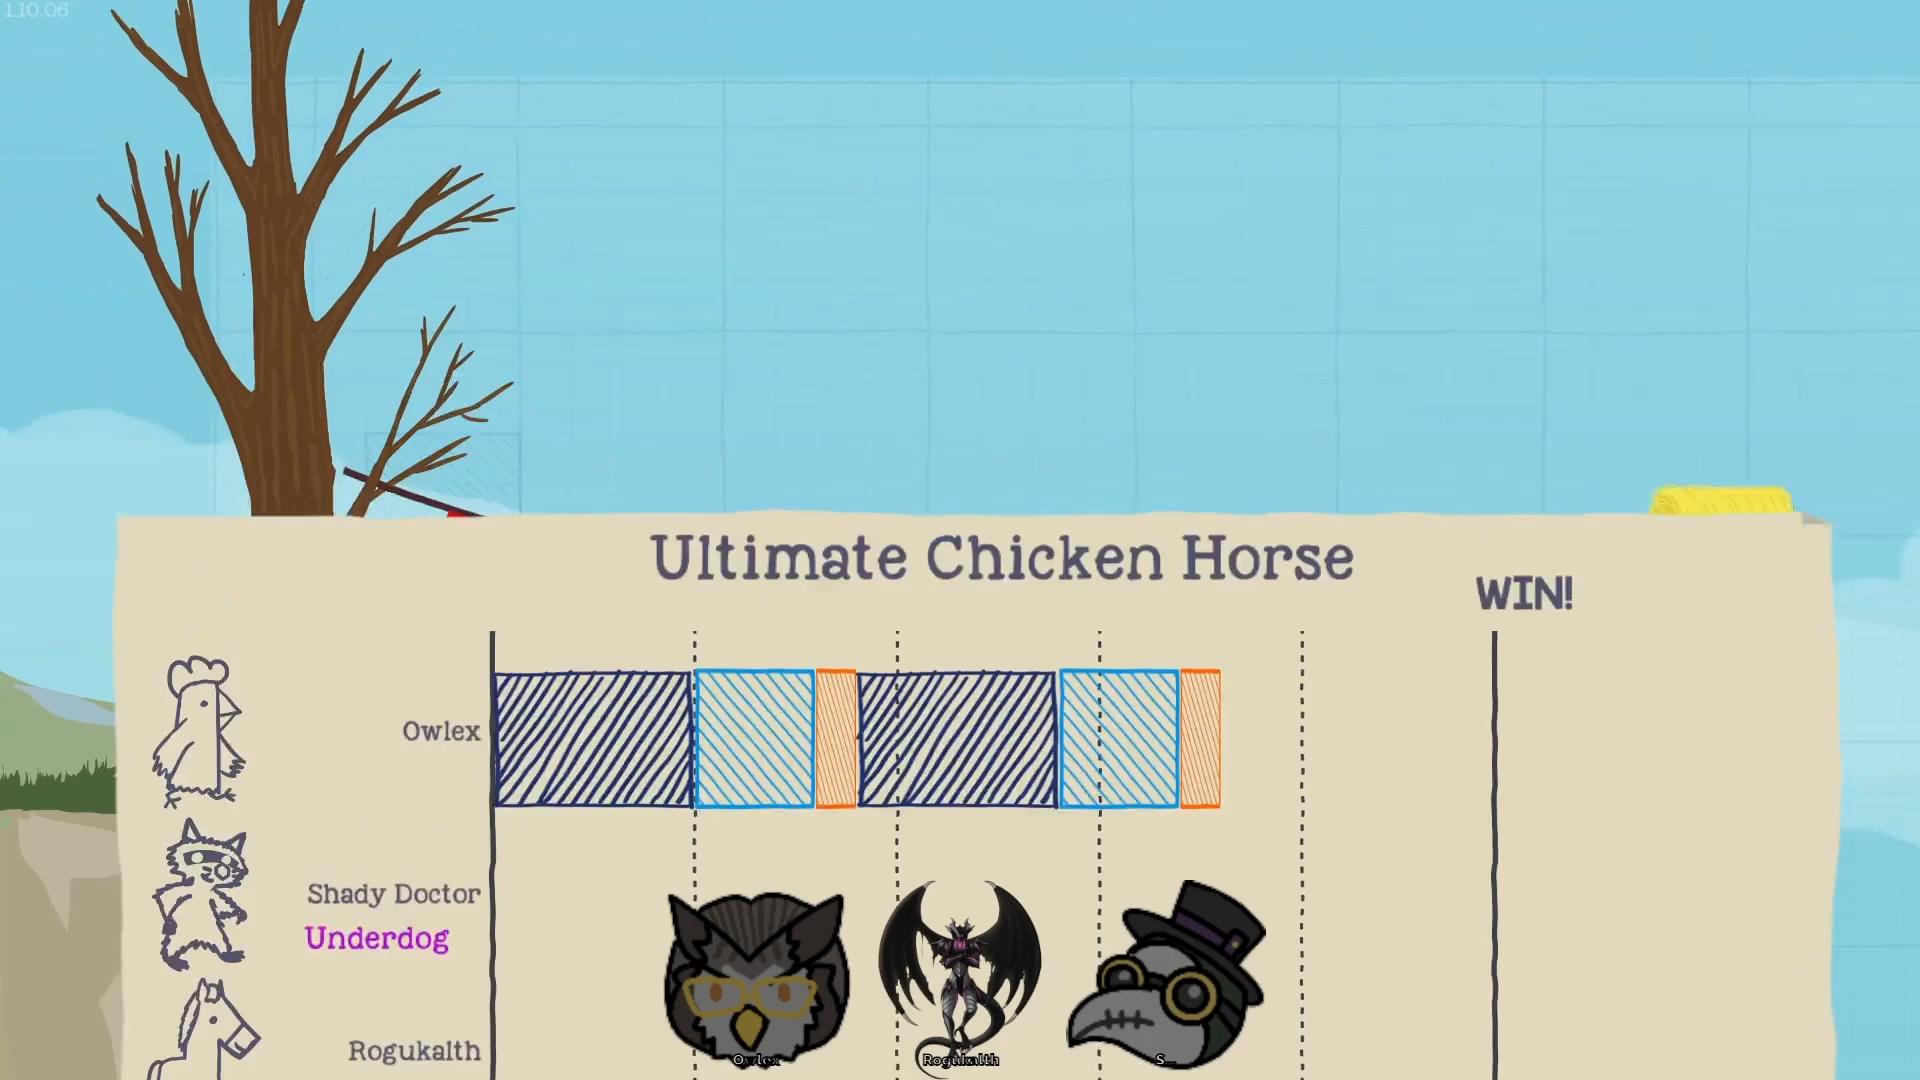 1.10.06
Ultimate Chicken Horse
WIN!
Owlex
Shady Doctor
Underdog
Rogukalth
Owlex
Rogukalth
S...